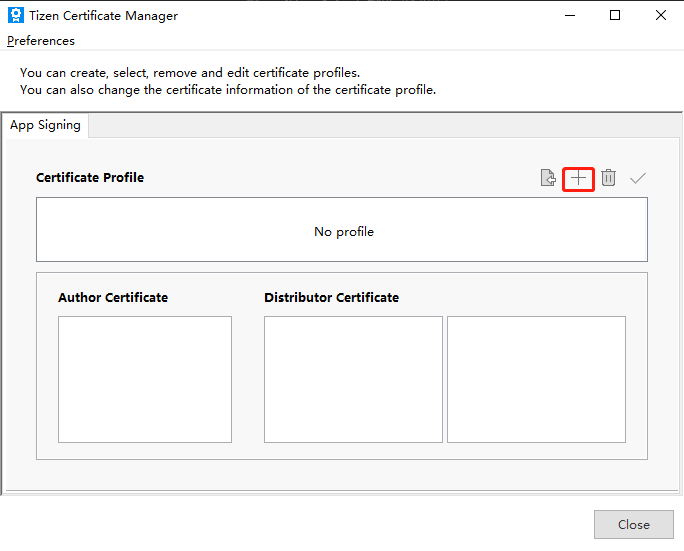 Tizen Certificate Manager
Preferences
You can create, select, remove and edit certificate profiles.
You can also change the certificate information of the certificate profile.
App Signing
Certificate Profile
No profile
Author Certificate
Distributor Certificate
Close